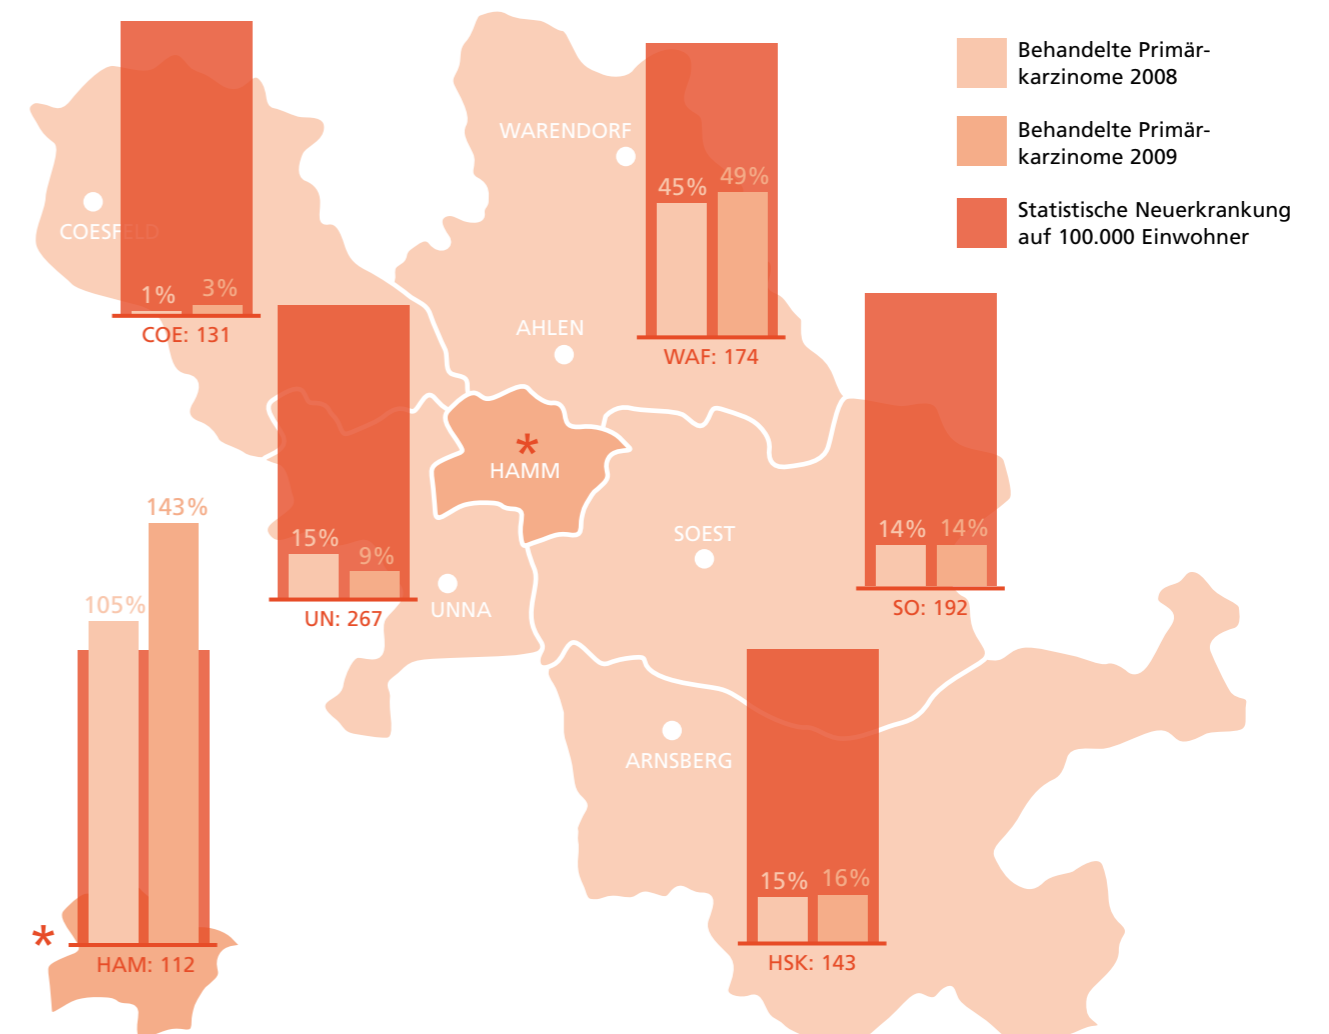 Behandelte Primär-
karzinome 2008
Behandelte Primär-
karzinome 2009
Statistische Neuerkrankung
auf 100.000 Einwohner
WARENDORF
45%
49%
COESFELD
1%
3%
COE: 131
AHLEN
WAF: 174
*
HAMM
143%
105%
15%
9%
UNNA
UN: 267
SOEST
14%
14%
SO: 192
ARNSBERG
15%
16%
HSK: 143
*
HAM: 112